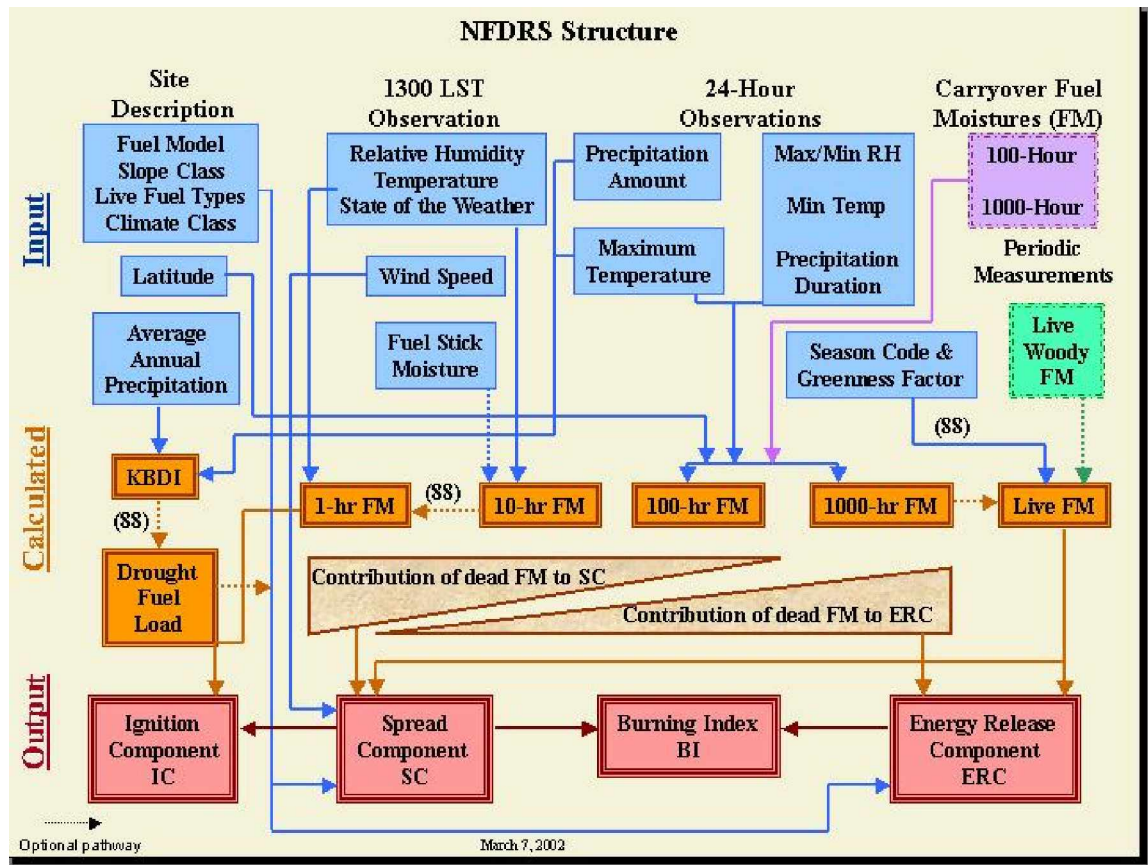 NFDRS Structure
Site
Description
1300 LST
Observation
24-Hour
Observations
Carryover Fuel
Moistures (FM)
Input
Fuel Model
Slope Class
Live Fuel Types
Climate Class
Relative Humidity
Temperature
State of the Weather
Precipitation
Amount
Max/Min RH
Min Temp
Precipitation
Duration
100-Hour
1000-Hour
Latitude
Wind Speed
Maximum
Temperature
Periodic
Measurements
Average
Annual
Precipitation
Fuel Stick
Moisture
Season Code &
Greenness Factor
Live
Woody
FM
(88)
Calculated
KBDI
1-hr FM
(88)
10-hr FM
100-hr FM
1000-hr FM
Live FM
(88)
Drought
Fuel
Load
Contribution of dead FM to SC
Contribution of dead FM to ERC
Output
Ignition
Component
IC
Spread
Component
SC
Burning Index
BI
Energy Release
Component
ERC
Optional pathway
March 7, 2002